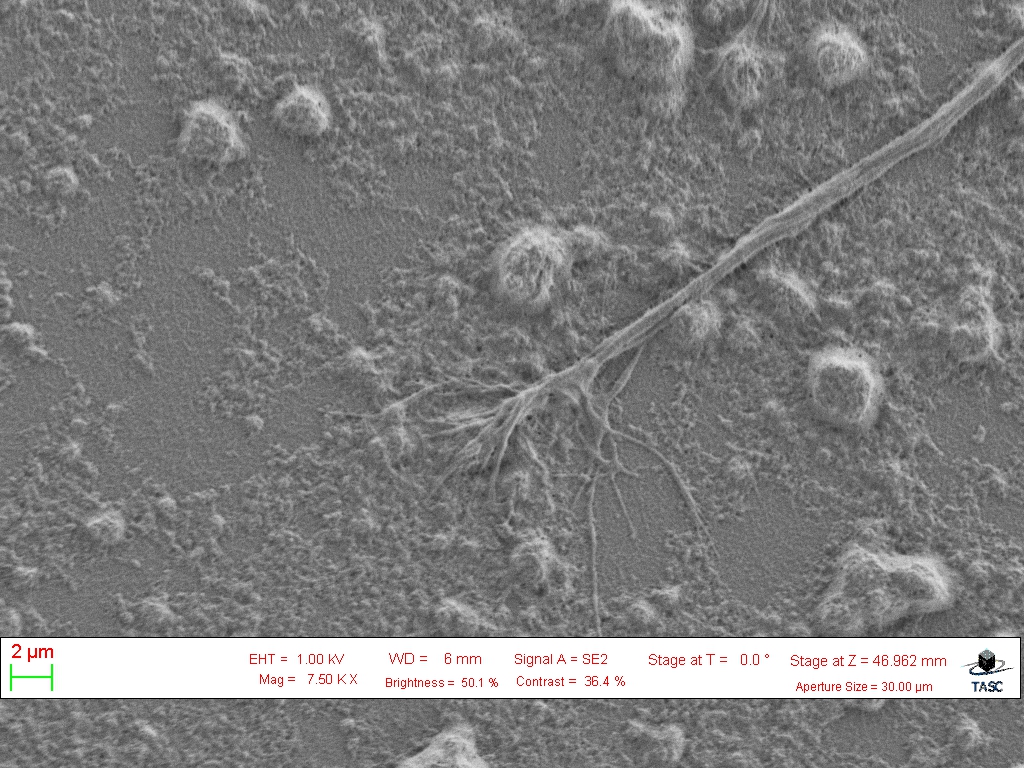 2 µm
EHT = 1.00 kV WD = 6 mm Signal A = SE2 Stage at T = 0.0 ° Stage at Z = 46.962 mm
Mag = 7.50 K X Brightness = 50.1 % Contrast = 36.4 % Aperture Size = 30.00 µm
TASC